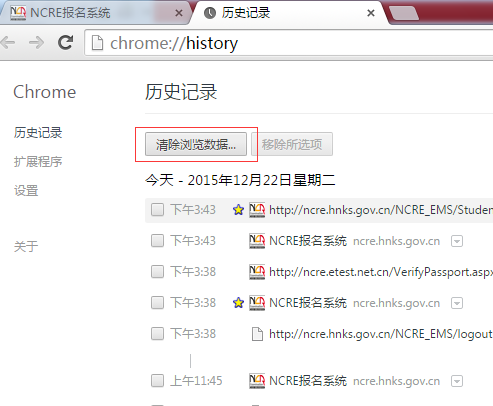 NCRE报名系统
历史记录
chrome://history
Chrome
历史记录
历史记录
扩展程序
设置
关于
清除浏览数据...
移除所选项
今天 - 2015年12月22日星期二
下午3:43 http://ncre.hnks.gov.cn/NCRE_EMS/Studen
下午3:43 NCRE报名系统 ncre.hnks.gov.cn
下午3:38 http://ncre.etest.net.cn/VerifyPassport.aspx
下午3:38 NCRE报名系统 ncre.hnks.gov.cn
下午3:38 http://ncre.hnks.gov.cn/NCRE_EMS/logout
上午11:45 NCRE报名系统 ncre.hnks.gov.cn